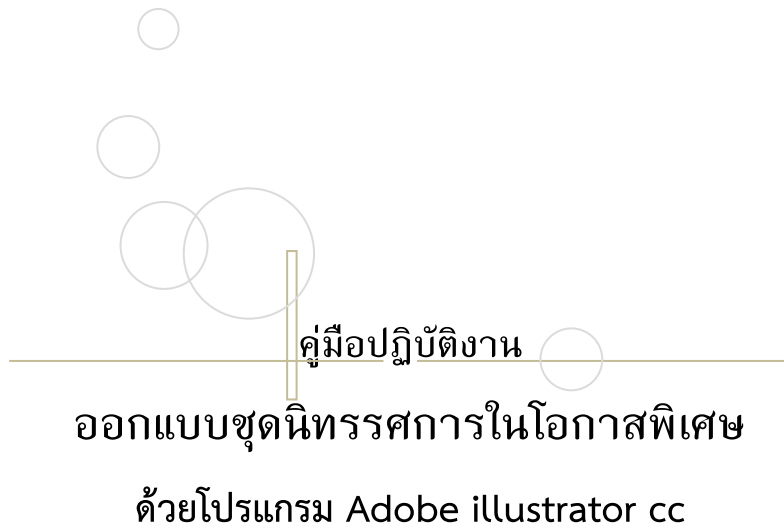 คู่มือปฏิบัติงาน
ออกแบบชุดนิทรรศการในโอกาสพิเศษ
ด้วยโปรแกรม Adobe illustrator cc